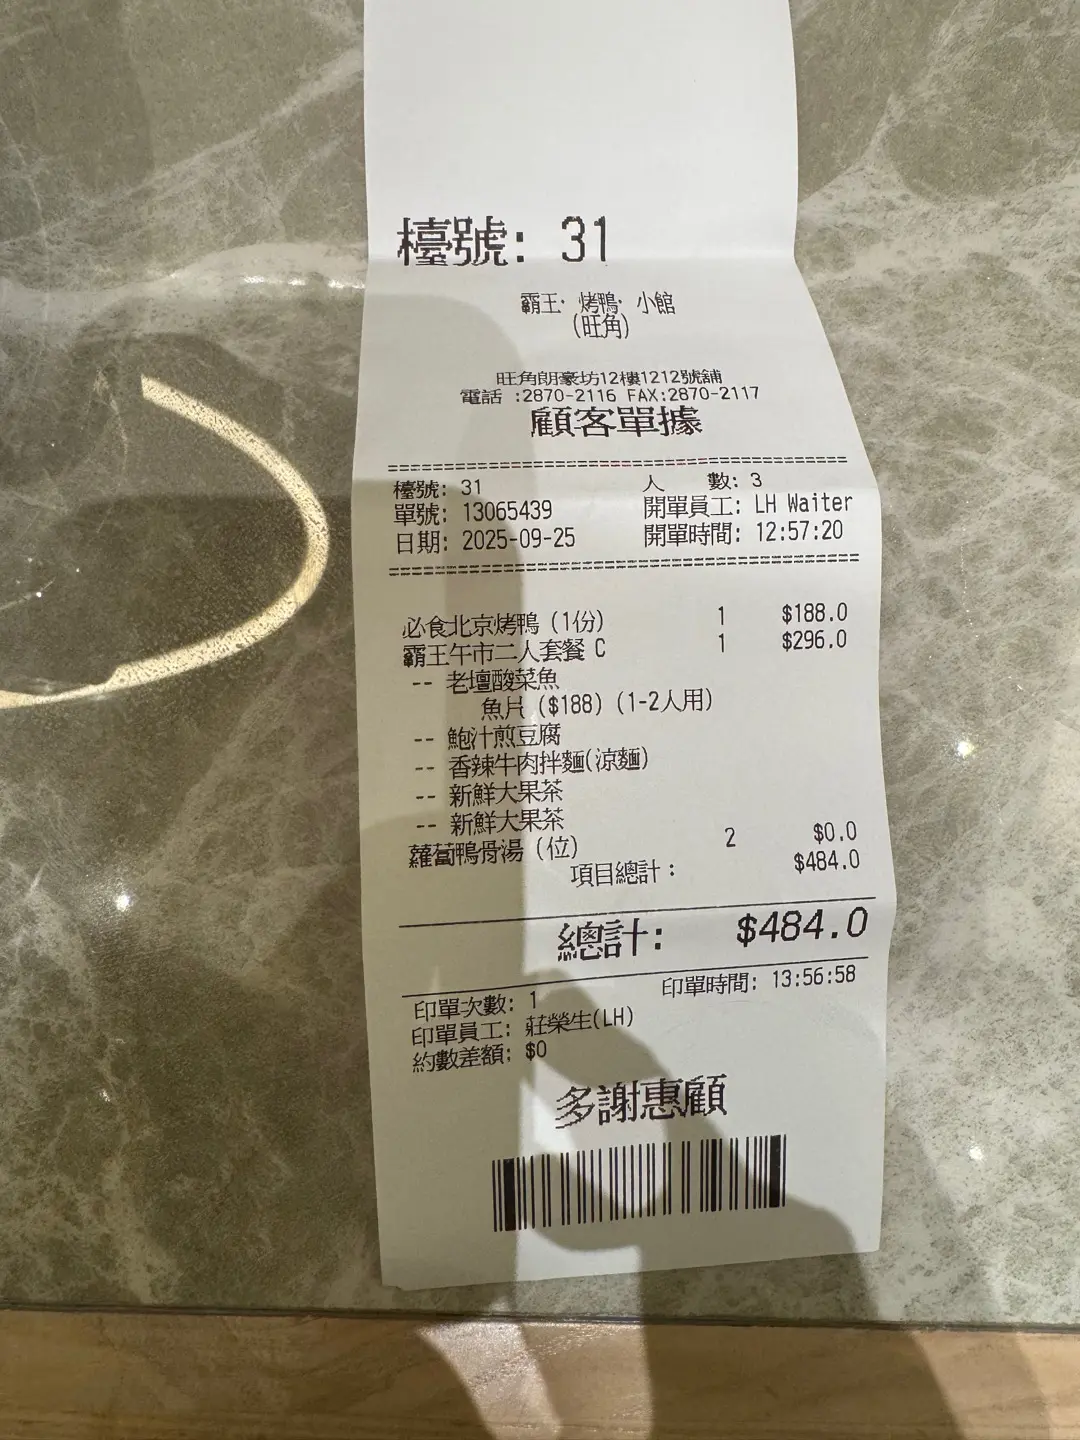 檯號: 31
霸王· 烤鴨· 小館
(旺角)
旺角朗豪坊12樓1212號舖
電話 :2870-2116 FAX:2870-2117
顧客單據
檯號: 31 人 數: 3
單號: 13065439 開單員工: LH Waiter
日期: 2025-09-25 開單時間: 12:57:20
必食北京烤鴨 (1份) 1 $188.0
霸王午市二人套餐 C 1 $296.0
-- 老壇酸菜魚
魚片 ($188) (1-2人用)
-- 鮑汁煎豆腐
-- 香辣牛肉拌麵(涼麵)
-- 新鮮大果茶
-- 新鮮大果茶
蘿蔔鴨骨湯 (位) 2 $0.0
項目總計: $484.0
總計: $484.0
印單次數: 1 印單時間: 13:56:58
印單員工: 莊榮生(LH)
約數差額: $0
多謝惠顧